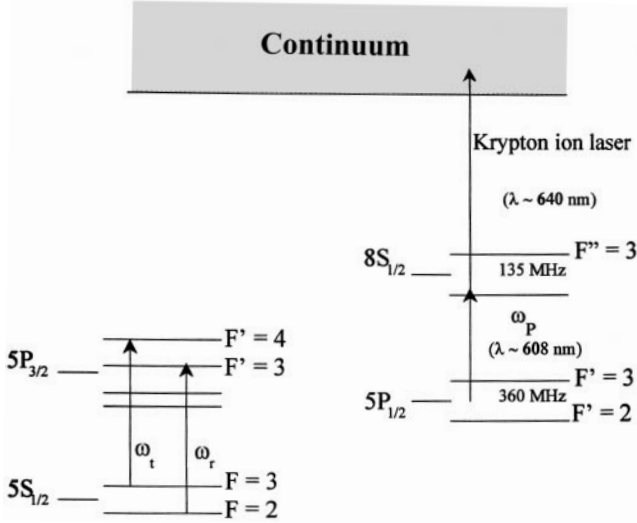 Continuum
Krypton ion laser
(λ ~ 640 nm)
8S1/2
F” = 3
135 MHz
ωP
(λ ~ 608 nm)
F’ = 4
5P3/2
F’ = 3
F’ = 3
5P1/2
360 MHz
F’ = 2
ωt
ωr
5S1/2
F = 3
F = 2